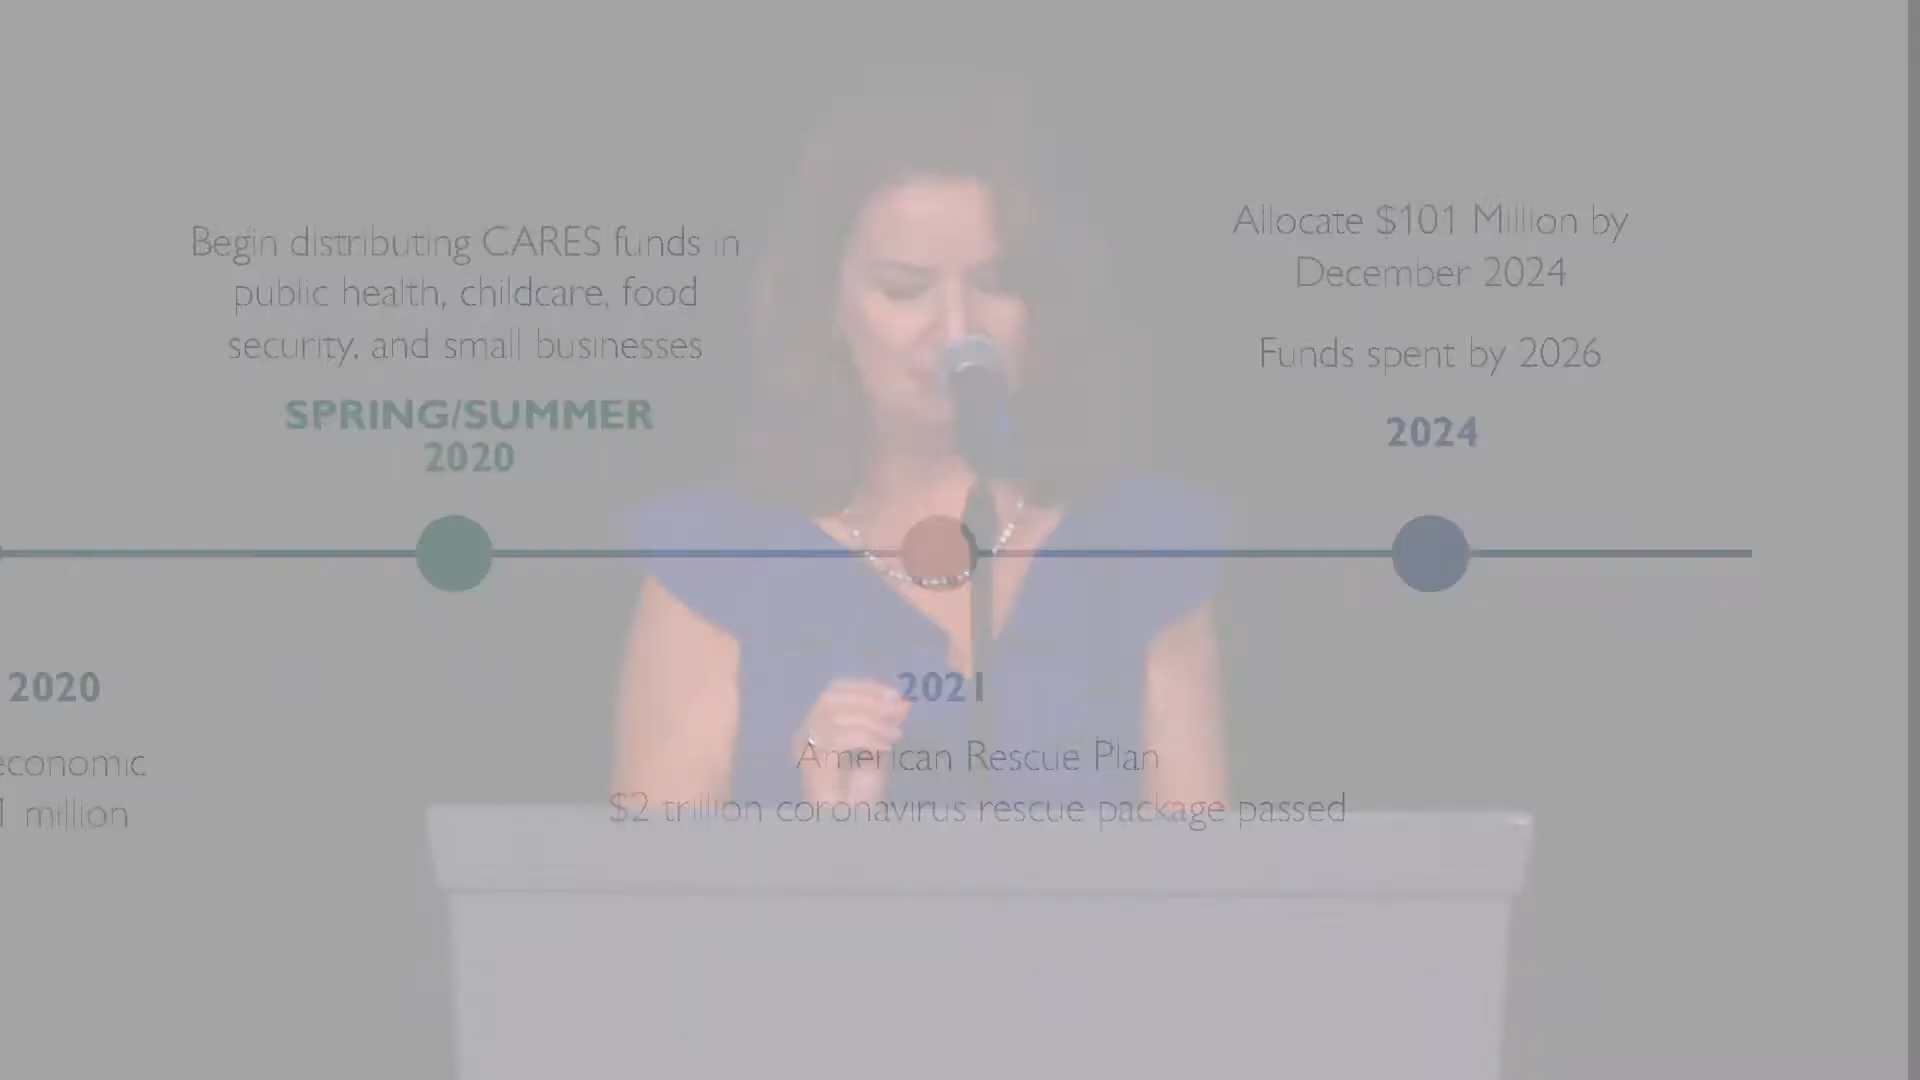 Begin distributing CARES funds in
public health, childcare, food
security, and small businesses
SPRING/SUMMER
2020
Allocate $101 Million by
December 2024
Funds spent by 2026
2024
2020
economic
million
2021
American Rescue Plan
$2 trillion coronavirus rescue package passed